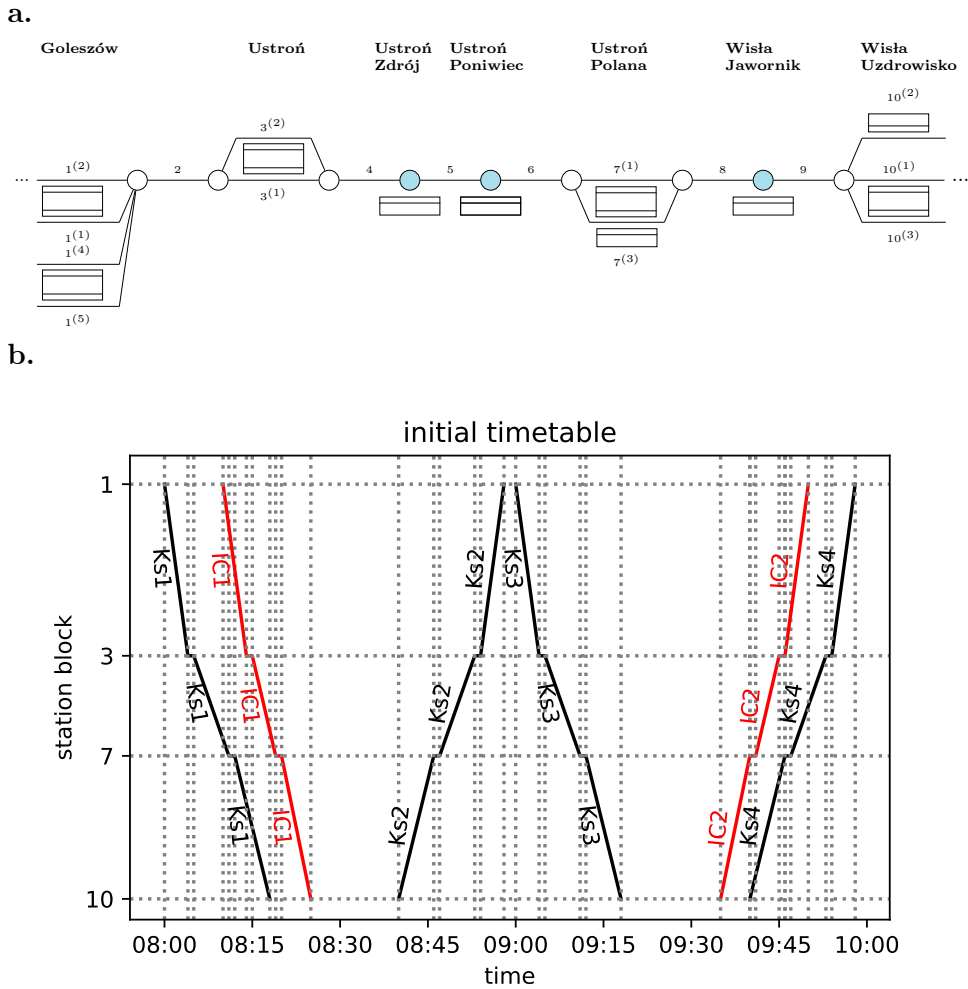 a.
Goleszów Ustroń Ustroń Ustroń Ustroń Wisła Wisła
Zdrój Poniwiec Polana Jawornik Uzdrowisko
10(2)
3(2)
... 1(2) 2 4 5 6 7(1) 8 9 10(1) ...
3(1)
1(1) 10(3)
1(4)
7(3)
1(5)
b.
initial timetable
station block
1
3
7
10
Ks1
IC1
Ks2
Ks3
IC2
Ks4
Ks1
IC1
Ks2
Ks3
IC2
Ks4
Ks1
IC1
Ks2
Ks3
IC2
Ks4
08:00 08:15 08:30 08:45 09:00 09:15 09:30 09:45 10:00
time